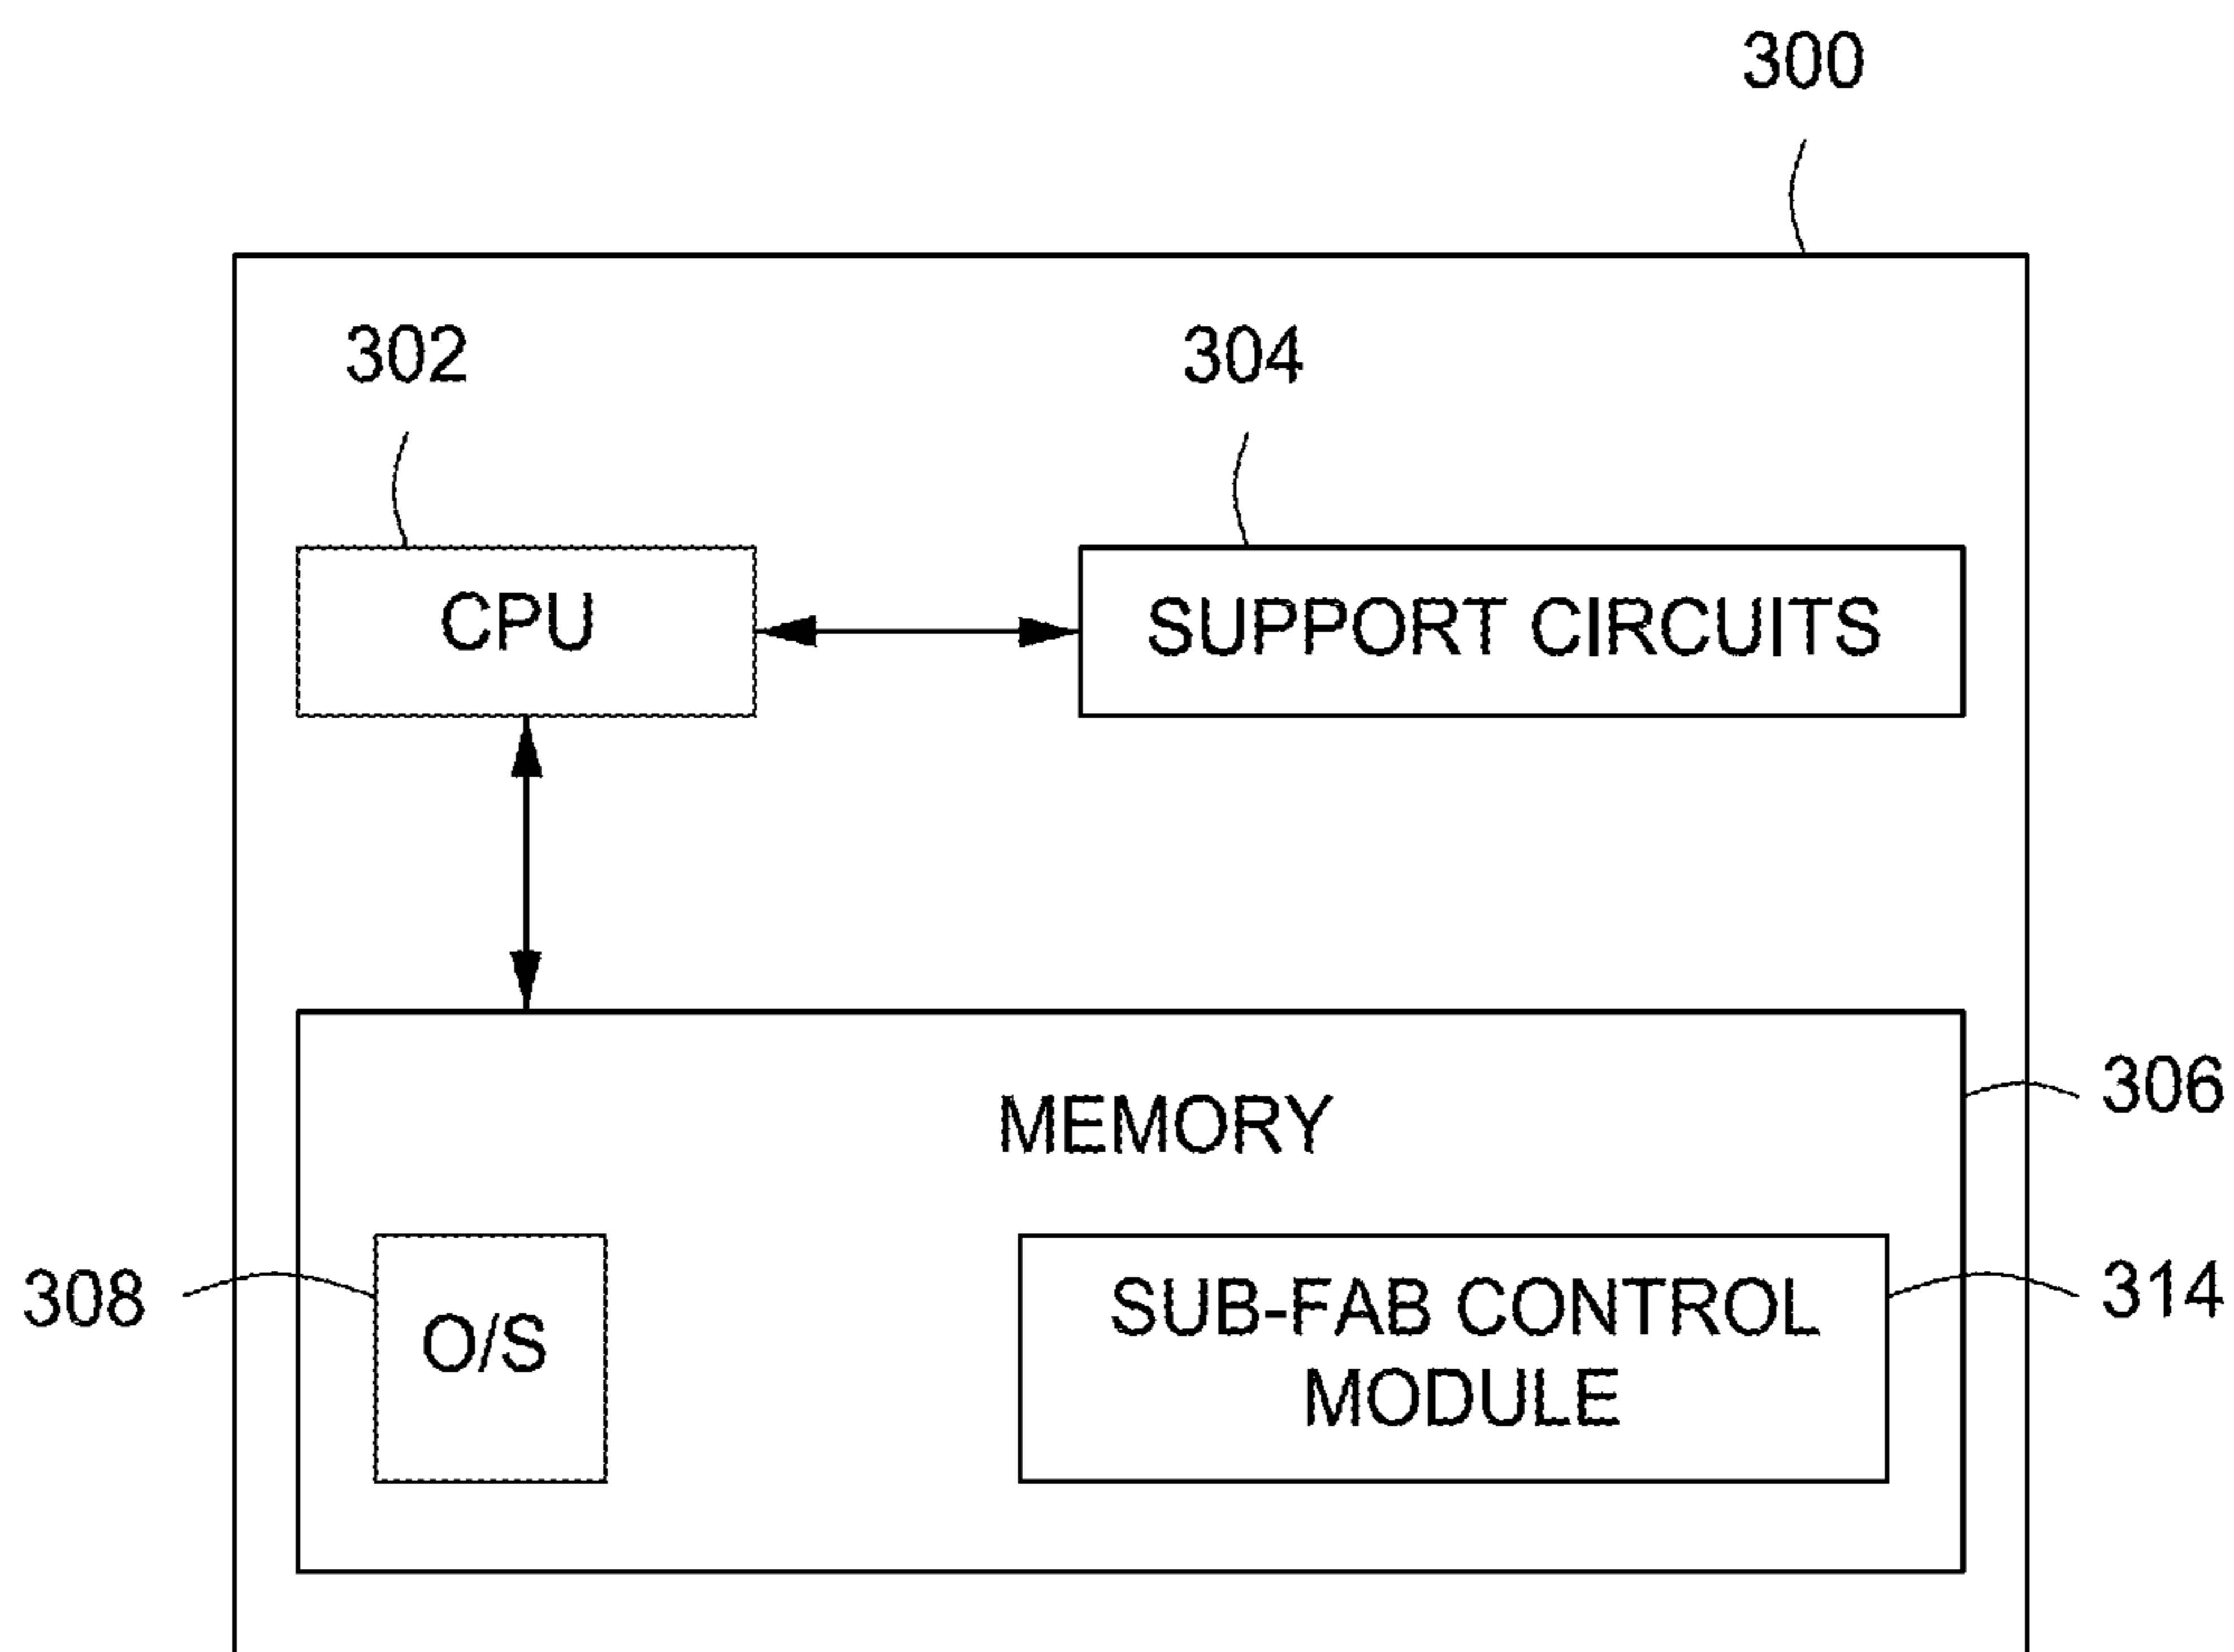 300
302
304
CPU
SUPPORT CIRCUITS
306
MEMORY
308
O/S
SUB-FAB CONTROL
MODULE
314